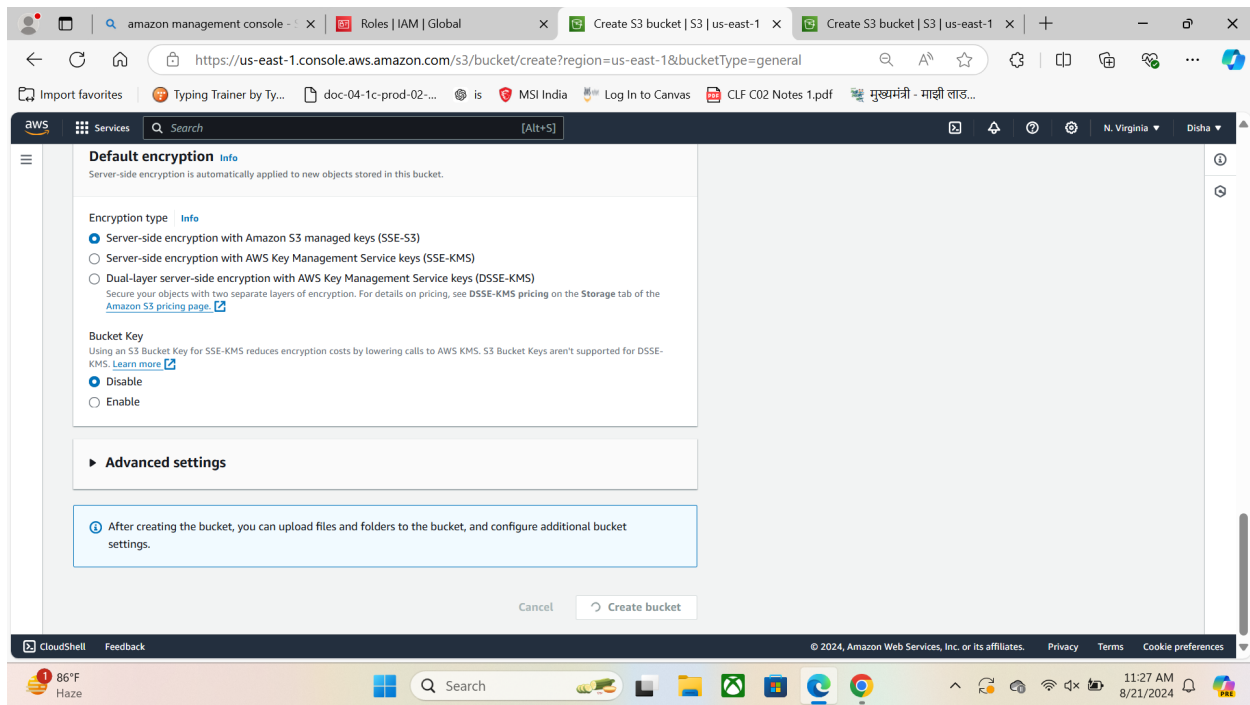 amazon management console - S
Roles | IAM | Global
Create S3 bucket | S3 | us-east-1
Create S3 bucket | S3 | us-east-1
https://us-east-1.console.aws.amazon.com/s3/bucket/create?region=us-east-1&bucketType=general
Import favorites
Typing Trainer by Ty...
doc-04-1c-prod-02-...
is
MSI India
Log In to Canvas
CLF C02 Notes 1.pdf
मुख्यमंत्री - माझी लाड...
aws
Services
Search
[Alt+S]
N. Virginia
Disha
Default encryption Info
Server-side encryption is automatically applied to new objects stored in this bucket.
Encryption type Info
Server-side encryption with Amazon S3 managed keys (SSE-S3)
Server-side encryption with AWS Key Management Service keys (SSE-KMS)
Dual-layer server-side encryption with AWS Key Management Service keys (DSSE-KMS)
Secure your objects with two separate layers of encryption. For details on pricing, see DSSE-KMS pricing on the Storage tab of the
Amazon S3 pricing page.
Bucket Key
Using an S3 Bucket Key for SSE-KMS reduces encryption costs by lowering calls to AWS KMS. S3 Bucket Keys aren't supported for DSSE-
KMS. Learn more
Disable
Enable
Advanced settings
After creating the bucket, you can upload files and folders to the bucket, and configure additional bucket
settings.
Cancel
Create bucket
CloudShell
Feedback
© 2024, Amazon Web Services, Inc. or its affiliates.
Privacy
Terms
Cookie preferences
1
86°F
Haze
Search
11:27 AM
8/21/2024
PRE